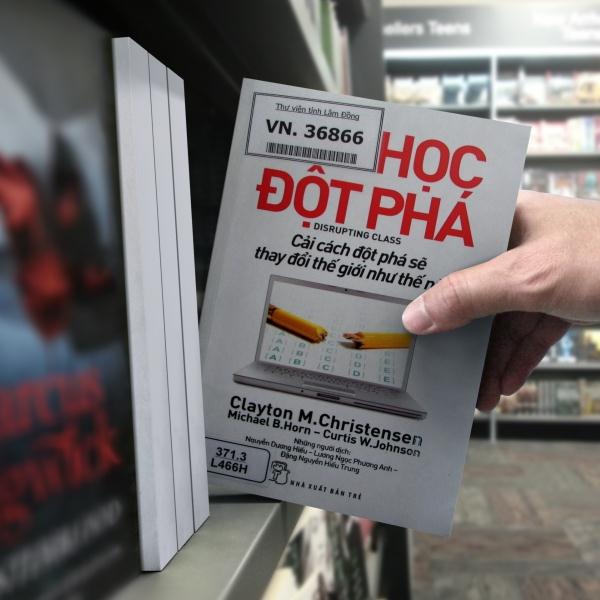 ellers Teens
Thư viện tỉnh Lâm Đồng
VN. 36866
HỌC
ĐỘT PHÁ
DISRUPTING CLASS
Cải cách đột phá sẽ
thay đổi thế giới như thế n
A B C D E
A B C D E
A B C D E
Clayton M.Christensen
Michael B.Horn – Curtis W.Johnson
Những người dịch:
Nguyễn Dương Hiếu – Lương Ngọc Phương Anh –
Đặng Nguyễn Hiếu Trung
371.3
L466H
NHÀ XUẤT BẢN TRẺ